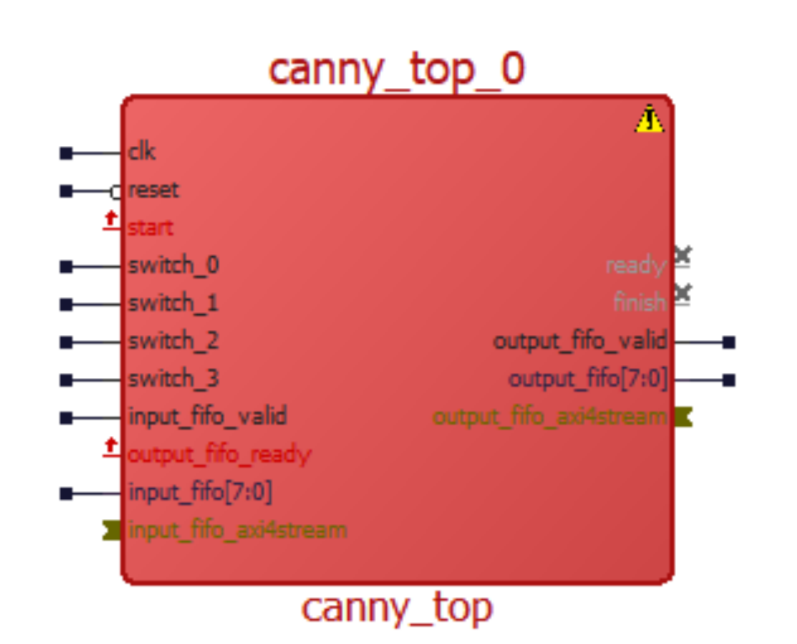 canny_top_0
clk
reset
start
switch_0
ready
switch_1
finish
switch_2
output_fifo_valid
switch_3
output_fifo[7:0]
input_fifo_valid
output_fifo_axi4stream
output_fifo_ready
input_fifo[7:0]
input_fifo_axi4stream
canny_top